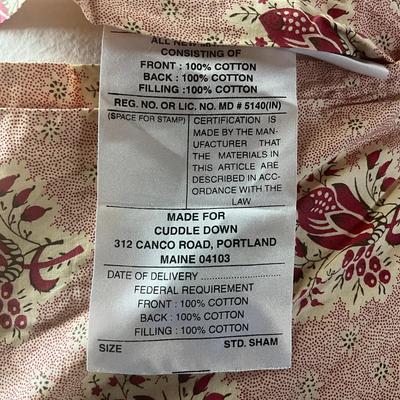 ALL NEW
CONSISTING OF
FRONT : 100% COTTON
BACK : 100% COTTON
FILLING : 100% COTTON
REG. NO. OR LIC. NO. MD # 5140(IN)
(SPACE FOR STAMP)
CERTIFICATION IS
MADE BY THE MAN-
UFACTURER THAT
THE MATERIALS IN
THIS ARTICLE ARE
DESCRIBED IN ACC-
ORDANCE WITH THE
LAW
MADE FOR
CUDDLE DOWN
312 CANCO ROAD, PORTLAND
MAINE 04103
DATE OF DELIVERY ......................
FEDERAL REQUIREMENT
FRONT : 100% COTTON
BACK : 100% COTTON
FILLING : 100% COTTON
SIZE STD. SHAM